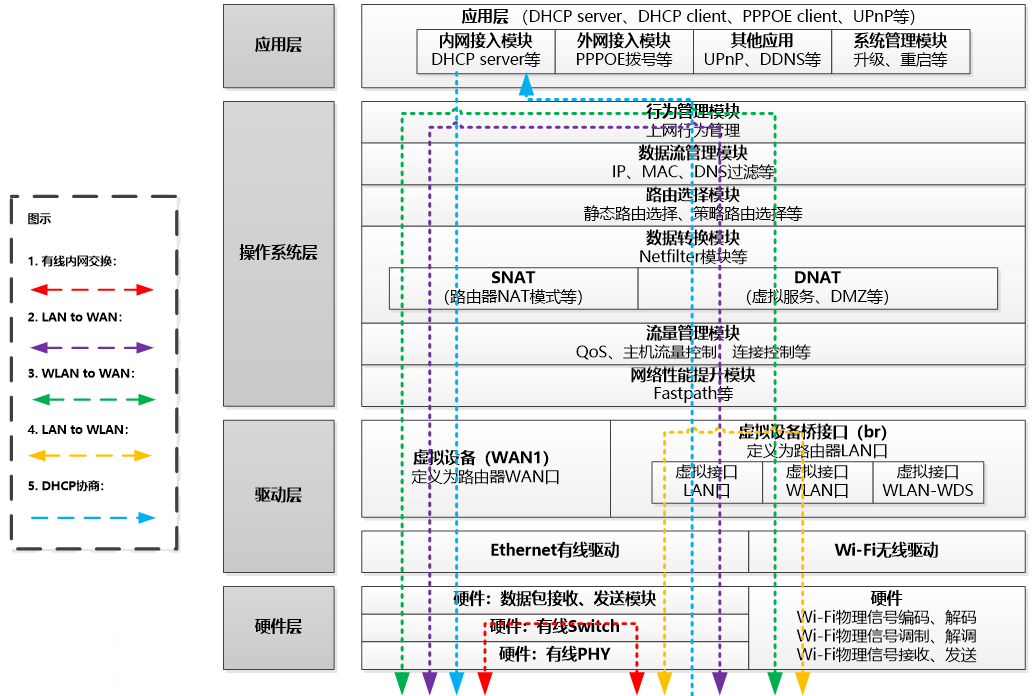 应用层
应用层 （DHCP server、DHCP client、PPPOE client、UPnP等）
内网接入模块
DHCP server等
外网接入模块
PPPOE拨号等
其他应用
UPnP、DDNS等
系统管理模块
升级、重启等
图示
1. 有线内网交换：
2. LAN to WAN：
3. WLAN to WAN：
4. LAN to WLAN：
5. DHCP协商：
操作系统层
行为管理模块
上网行为管理
数据流管理模块
IP、MAC、DNS过滤等
路由选择模块
静态路由选择、策略路由选择等
数据转换模块
Netfilter模块等
SNAT
（路由器NAT模式等）
DNAT
（虚拟服务、DMZ等）
流量管理模块
QoS、主机流量控制、连接控制等
网络性能提升模块
Fastpath等
驱动层
虚拟设备（WAN1）
定义为路由器WAN口
虚拟设备桥接口（br）
定义为路由器LAN口
虚拟接口
LAN口
虚拟接口
WLAN口
虚拟接口
WLAN-WDS
Ethernet有线驱动
Wi-Fi无线驱动
硬件层
硬件：数据包接收、发送模块
硬件：有线Switch
硬件：有线PHY
硬件
Wi-Fi物理信号编码、解码
Wi-Fi物理信号调制、解调
Wi-Fi物理信号接收、发送